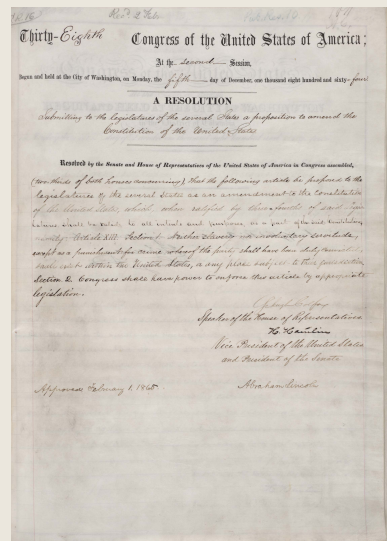 Thirty-Eighth Congress of the United States of America;
At the second Session,
Begun and held at the City of Washington, on Monday, the fifth day of December, one thousand eight hundred and sixty-four
A RESOLUTION
Submitting to the legislatures of the several States a proposition to amend the
Constitution of the United States
Resolved by the Senate and House of Representatives of the United States of America in Congress assembled,
(two thirds of both houses concurring), that the following article be proposed to the
legislatures of the several States as an amendment to the Constitution
of the United States, which, when ratified by three fourths of said Legis
latures shall be valid, to all intents and purposes, as a part of the said Constitution
namely: Article XIII. Section 1. Neither slavery nor involuntary servitude,
except as a punishment for crime whereof the party shall have been duly convicted,
shall exist within the United States, or any place subject to their jurisdiction.
Section 2. Congress shall have power to enforce this article by appropriate
legislation.
Schuyler Colfax
Speaker of the House of Representatives
H. Hamlin
Vice President of the United States
and President of the Senate
Approved February 1, 1865.
Abraham Lincoln